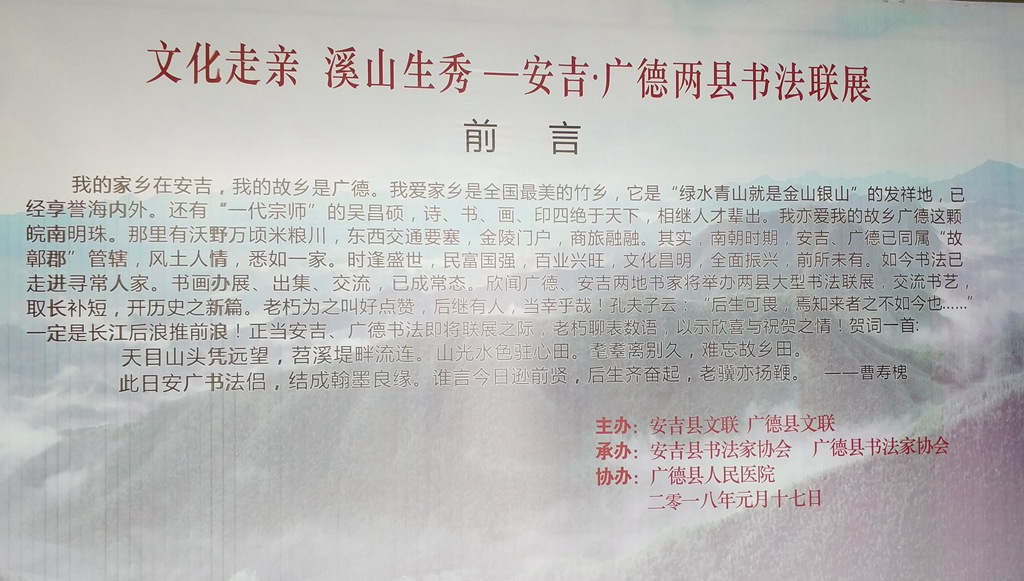 文化走亲 溪山生秀 —安吉·广德两县书法联展
前 言
我的家乡在安吉，我的故乡是广德。我爱家乡是全国最美的竹乡，它是“绿水青山就是金山银山”的发祥地，已
经享誉海内外。还有“一代宗师”的吴昌硕，诗、书、画、印四绝于天下，相继人才辈出。我亦爱我的故乡广德这颗
皖南明珠。那里有沃野万顷米粮川，东西交通要塞，金陵门户，商旅融融。其实，南朝时期，安吉、广德已同属“故
鄣郡”管辖，风土人情，悉如一家。时逢盛世，民富国强，百业兴旺，文化昌明，全面振兴，前所未有。如今书法已
走进寻常人家。书画办展、出集、交流，已成常态。欣闻广德、安吉两地书家将举办两县大型书法联展，交流书艺，
取长补短，开历史之新篇。老朽为之叫好点赞，后继有人，当幸乎哉！孔夫子云：“后生可畏，焉知来者之不如今也……”
一定是长江后浪推前浪！正当安吉、广德书法即将联展之际，老朽聊表数语，以示欣喜与祝贺之情！贺词一首:
天目山头凭远望，苕溪堤畔流连。山光水色驻心田。耄耋离别久，难忘故乡田。
此日安广书法侣，结成翰墨良缘。谁言今日逊前贤，后生齐奋起，老骥亦扬鞭。 ——曹寿槐
主办：安吉县文联 广德县文联
承办：安吉县书法家协会 广德县书法家协会
协办：广德县人民医院
二零一八年元月十七日